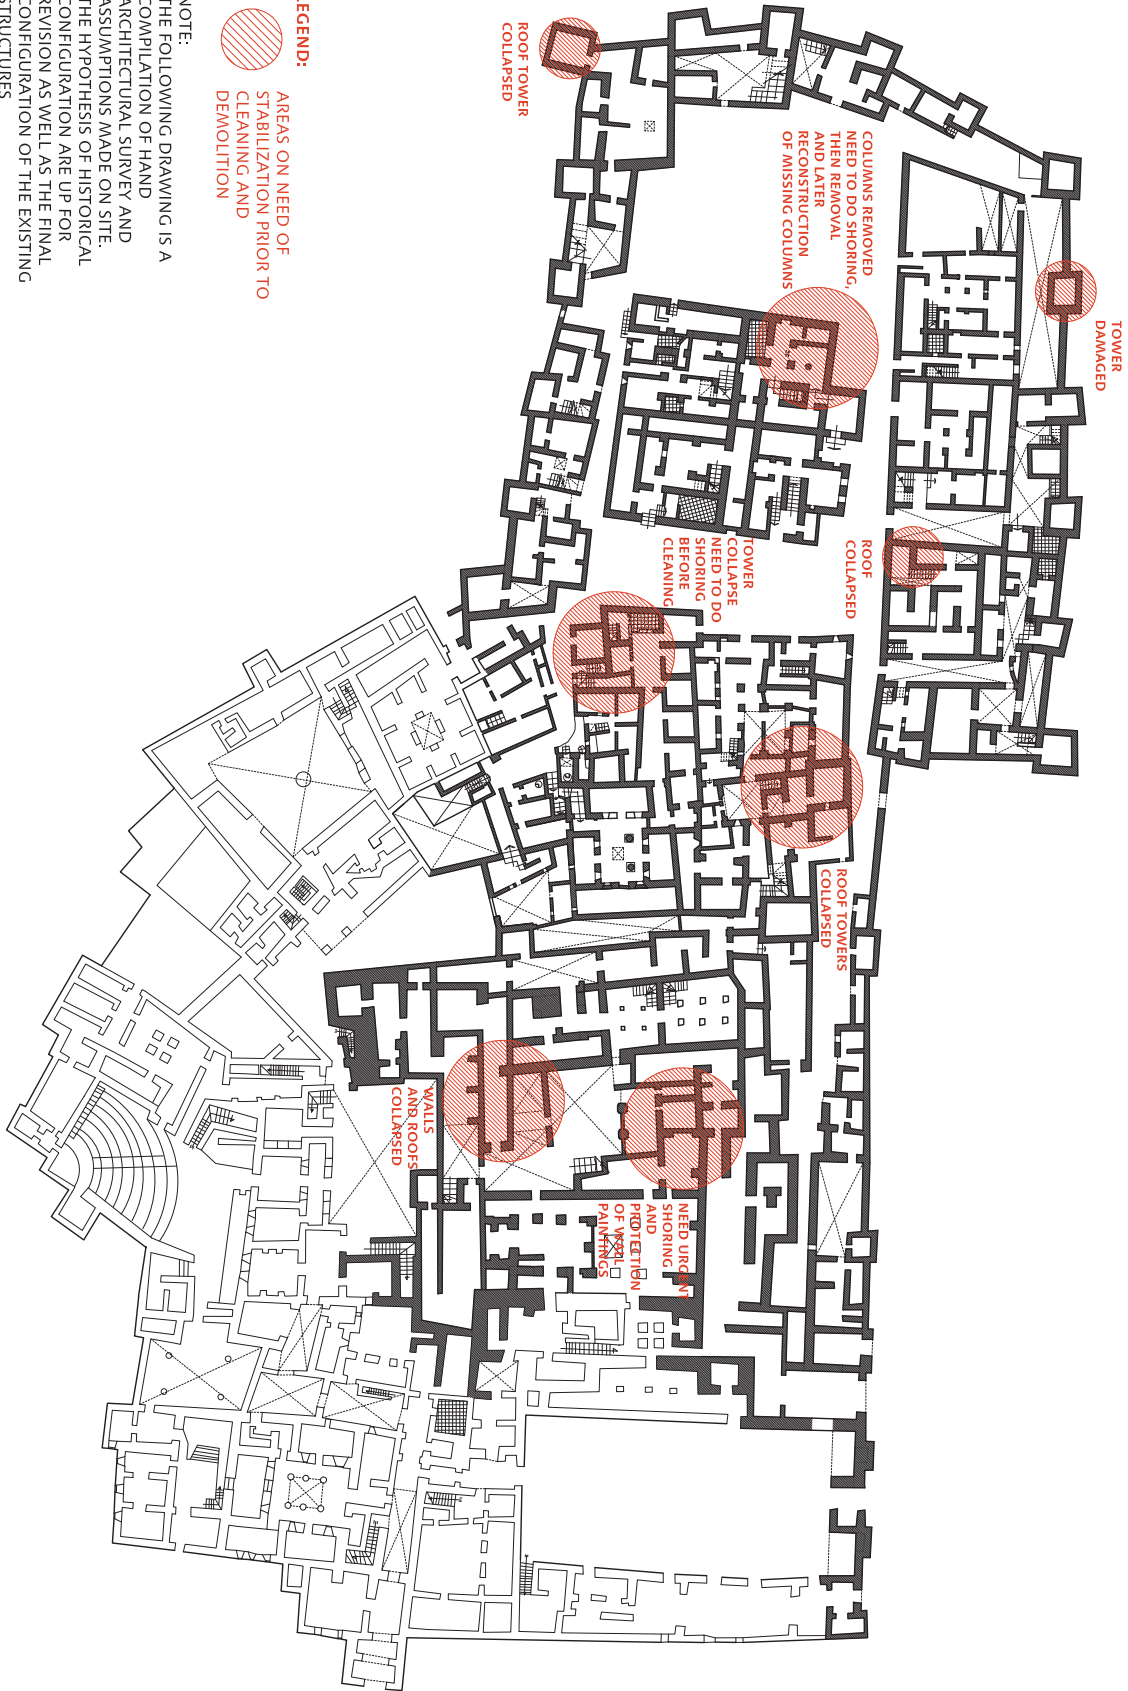 LEGEND:
AREAS ON NEED OF
STABILIZATION PRIOR TO
CLEANING AND
DEMOLITION
NOTE:
THE FOLLOWING DRAWING IS A
COMPILATION OF HAND
ARCHITECTURAL SURVEY AND
ASSUMPTIONS MADE ON SITE.
THE HYPOTHESIS OF HISTORICAL
CONFIGURATION ARE UP FOR
REVISION AS WELL AS THE FINAL
CONFIGURATION OF THE EXISTING
STRUCTURES
ROOF TOWER
COLLAPSED
COLUMNS REMOVED
NEED TO DO SHORING,
THEN REMOVAL
AND LATER
RECONSTRUCTION
OF MISSING COLUMNS
TOWER
DAMAGED
ROOF
COLLAPSED
TOWER
COLLAPSE
NEED TO DO
SHORING
BEFORE
CLEANING
ROOF TOWERS
COLLAPSED
WALLS
AND ROOFS
COLLAPSED
NEED URGENT
SHORING
AND
PROTECTION
OF WALL
PAINTINGS